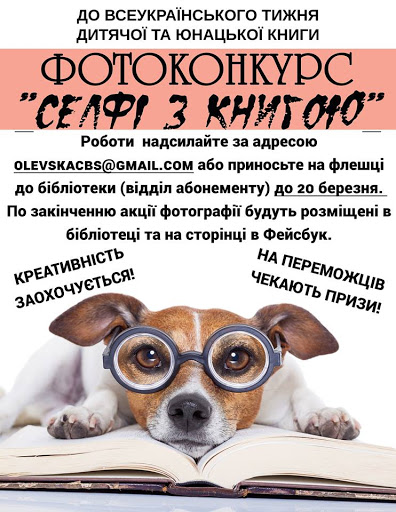 ДО ВСЕУКРАЇНСЬКОГО ТИЖНЯ
ДИТЯЧОЇ ТА ЮНАЦЬКОЇ КНИГИ
ФОТОКОНКУРС
"СЕЛФІ З КНИГОЮ"
Роботи надсилайте за адресою
OLEVSKACBS@GMAIL.COM або приносьте на флешці
до бібліотеки (відділ абонементу) до 20 березня.
По закінченню акції фотографії будуть розміщені в
бібліотеці та на сторінці в Фейсбук.
КРЕАТИВНІСТЬ
ЗАОХОЧУЄТЬСЯ!
НА ПЕРЕМОЖЦІВ
ЧЕКАЮТЬ ПРИЗИ!